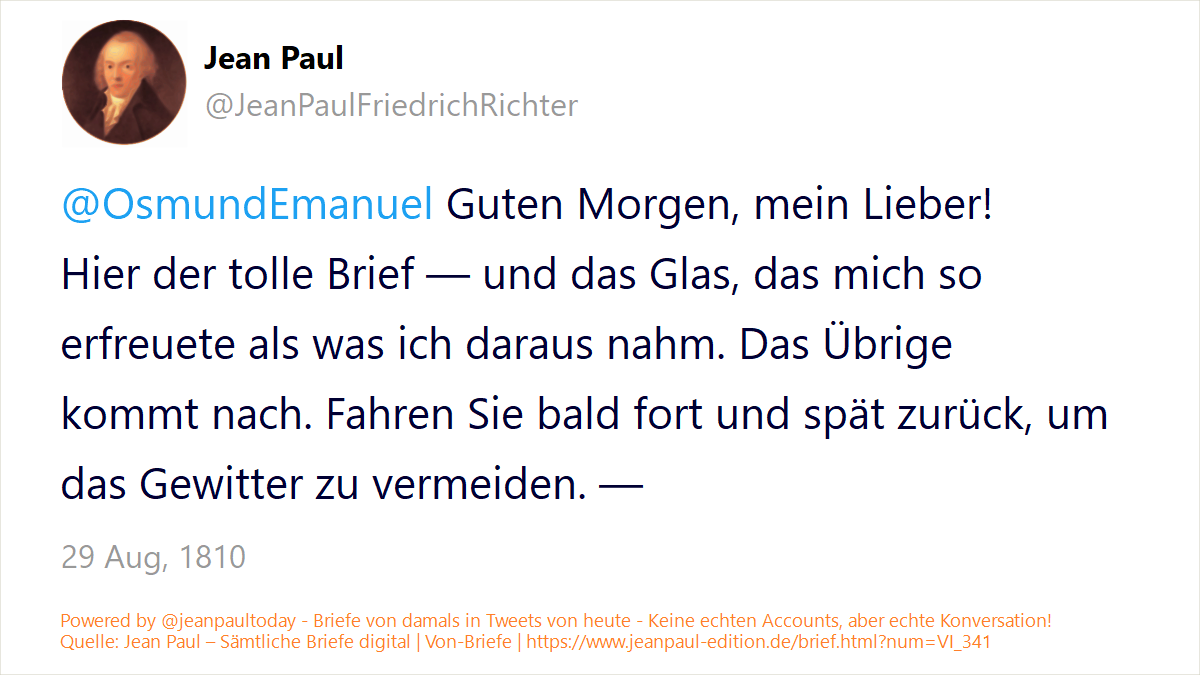 Jean Paul
@JeanPaulFriedrichRichter
@OsmundEmanuel Guten Morgen, mein Lieber!
Hier der tolle Brief — und das Glas, das mich so
erfreuete als was ich daraus nahm. Das Übrige
kommt nach. Fahren Sie bald fort und spät zurück, um
das Gewitter zu vermeiden. —
29 Aug, 1810
Powered by @jeanpaultoday - Briefe von damals in Tweets von heute - Keine echten Accounts, aber echte Konversation!
Quelle: Jean Paul – Sämtliche Briefe digital | Von-Briefe | https://www.jeanpaul-edition.de/brief.html?num=VI_341